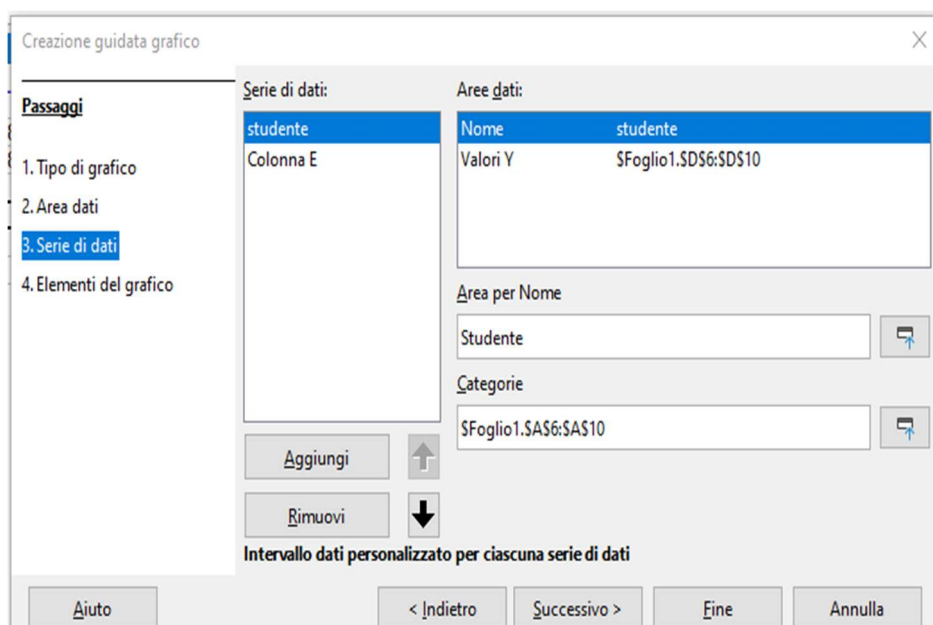 Creazione guidata grafico
Passaggi
1. Tipo di grafico
2. Area dati
3. Serie di dati
4. Elementi del grafico
Serie di dati:
studente
Colonna E
Aggiungi
Rimuovi
Aree dati:
Nome studente
Valori Y $Foglio1.$D$6:$D$10
Area per Nome
Studente
Categorie
$Foglio1.$A$6:$A$10
Intervallo dati personalizzato per ciascuna serie di dati
Aiuto
< Indietro
Successivo >
Fine
Annulla